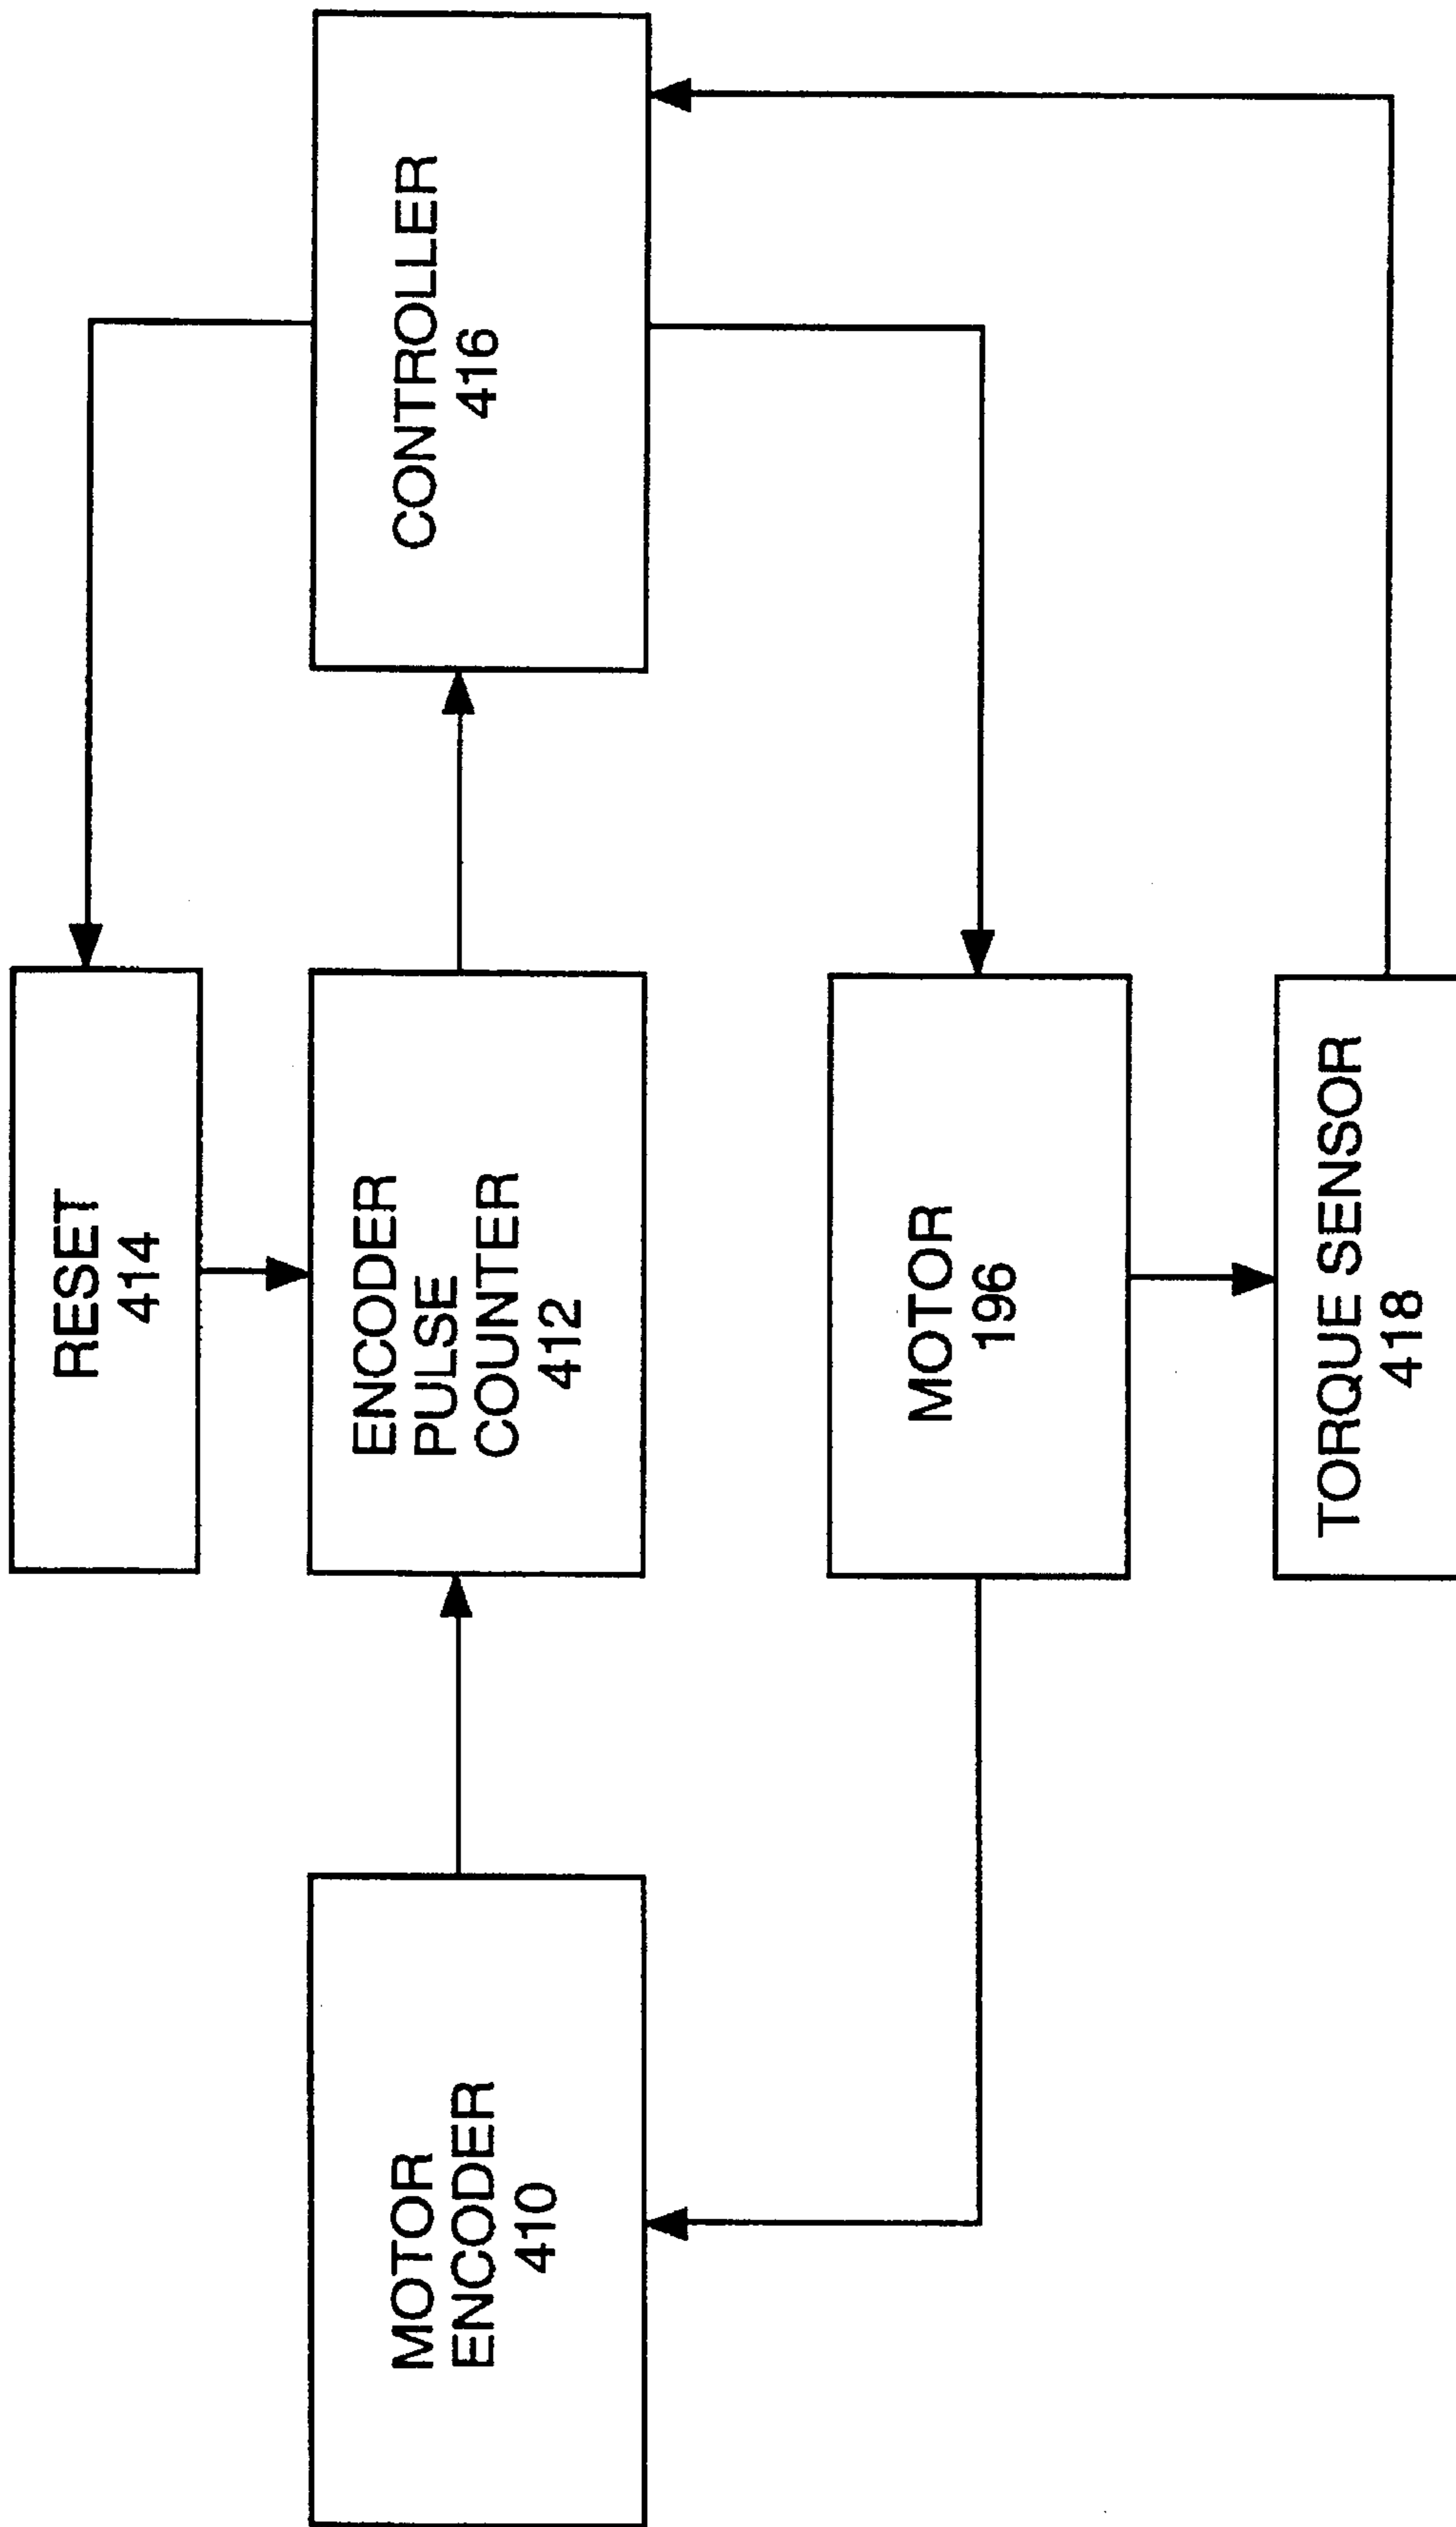 RESET
414
MOTOR
ENCODER
410
ENCODER
PULSE
COUNTER
412
CONTROLLER
416
MOTOR
196
TORQUE SENSOR
418